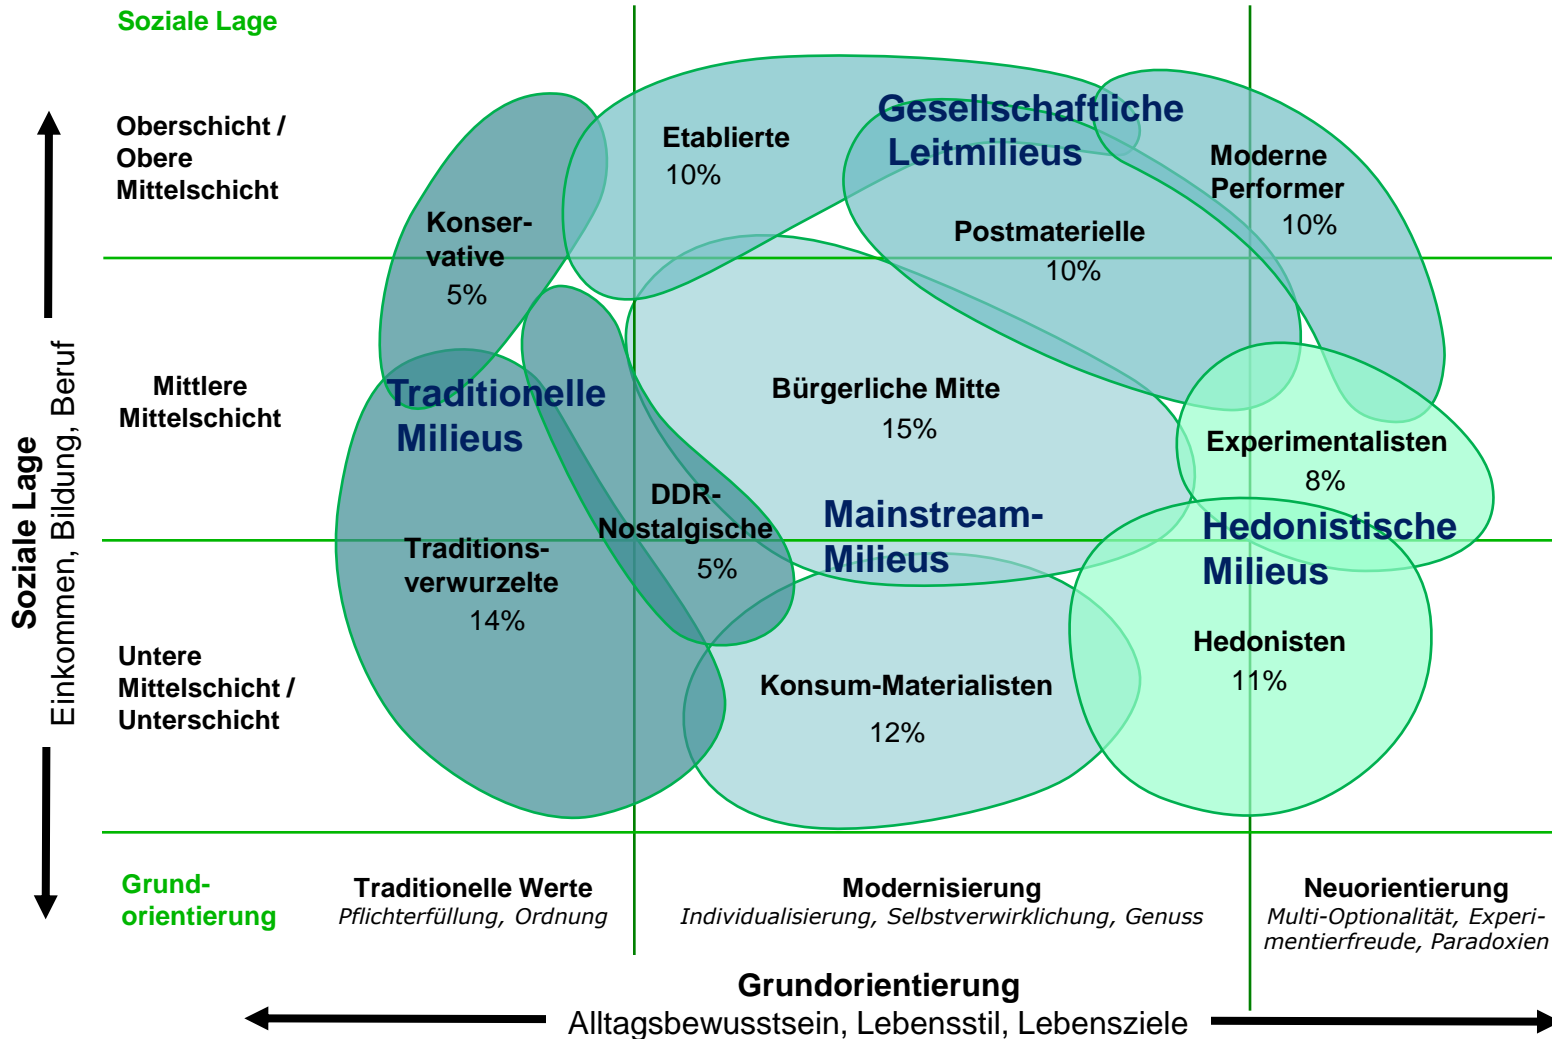 Soziale Lage
Oberschicht /
Obere
Mittelschicht
Mittlere
Mittelschicht
Untere
Mittelschicht /
Unterschicht
Soziale Lage
Einkommen, Bildung, Beruf
Gesellschaftliche
Leitmilieus
Etablierte
10%
Moderne
Performer
10%
Postmaterielle
10%
Konser-
vative
5%
Traditionelle
Milieus
Bürgerliche Mitte
15%
Experimentalisten
8%
DDR-
Nostalgische
5%
Mainstream-
Milieus
Hedonistische
Milieus
Traditions-
verwurzelte
14%
Hedonisten
11%
Konsum-Materialisten
12%
Grund-
orientierung
Traditionelle Werte
Pflichterfüllung, Ordnung
Modernisierung
Individualisierung, Selbstverwirklichung, Genuss
Neuorientierung
Multi-Optionalität, Experi-
mentierfreude, Paradoxien
Grundorientierung
Alltagsbewusstsein, Lebensstil, Lebensziele